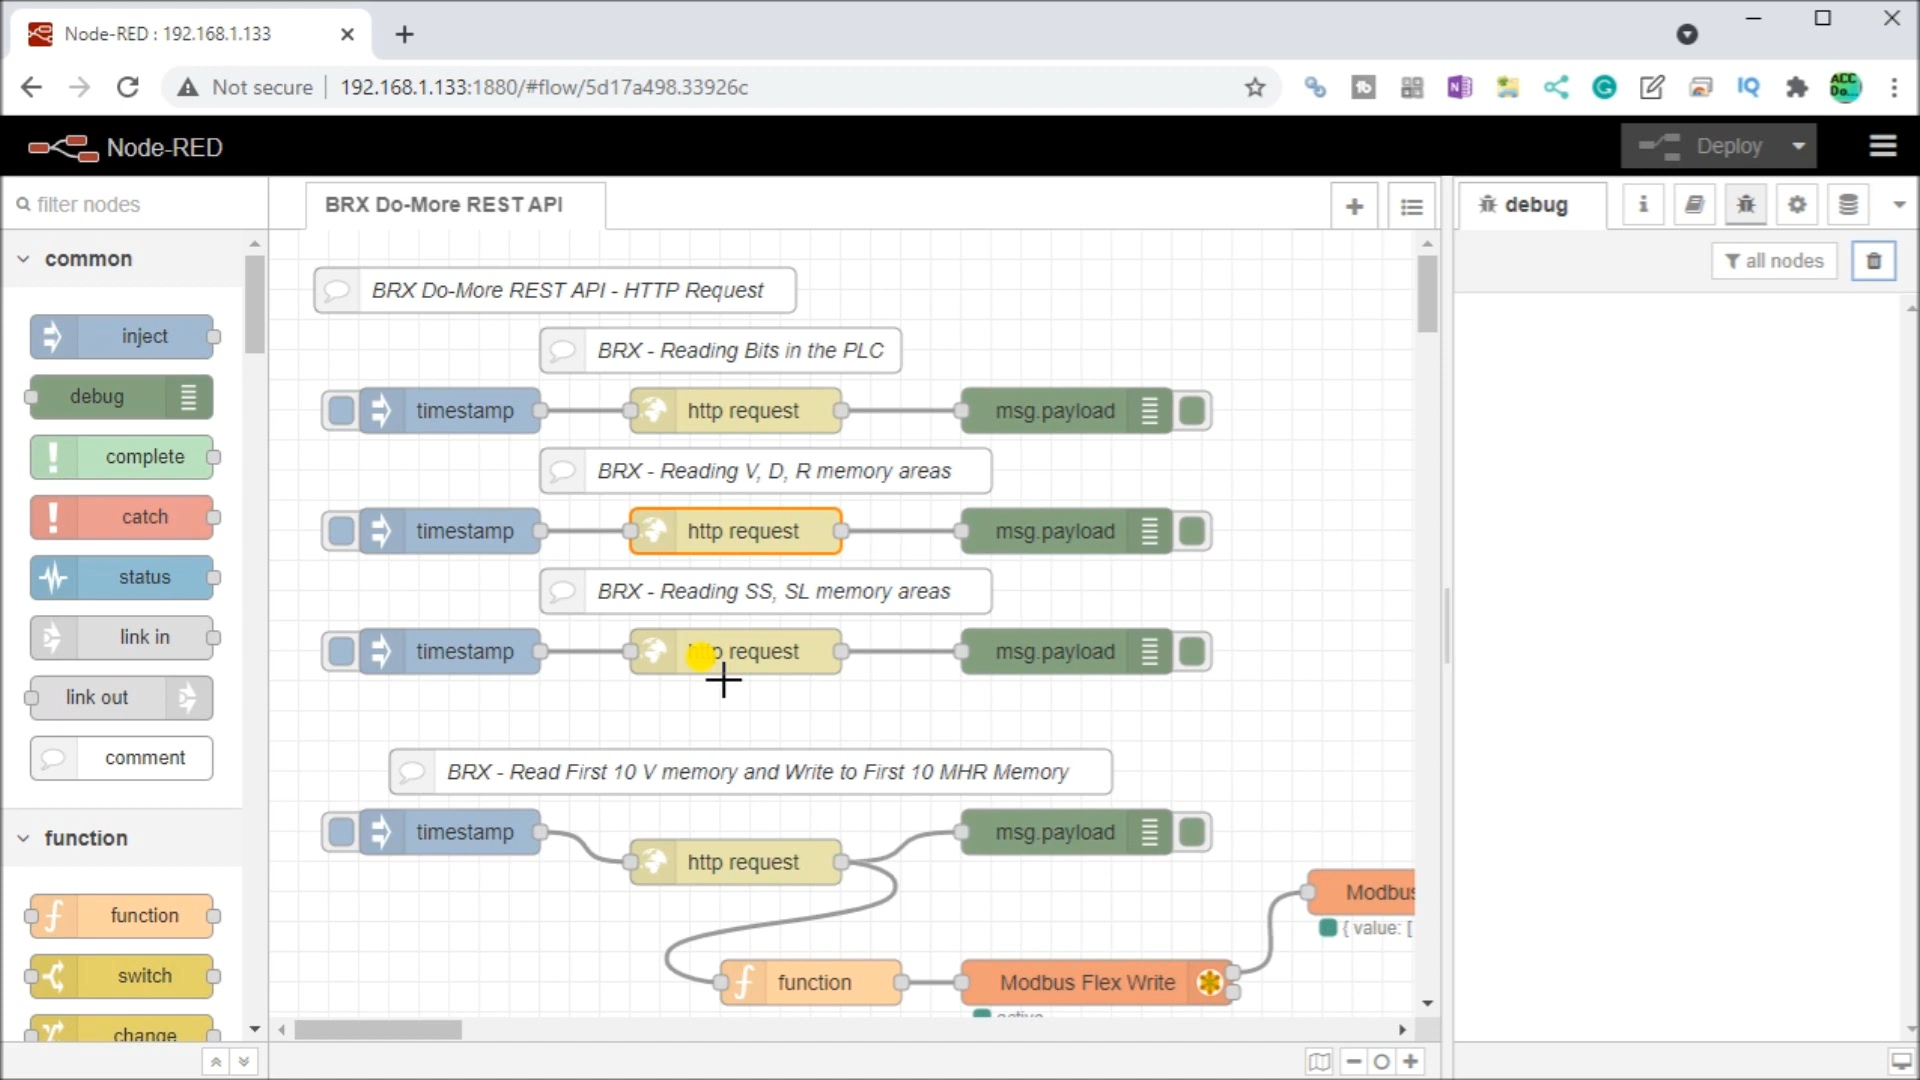 Node-RED : 192.168.1.133
Not secure
192.168.1.133:1880/#flow/5d17a498.33926c
ACC
Do...
IQ
Node-RED
Deploy
filter nodes
BRX Do-More REST API
debug
all nodes
common
inject
debug
complete
catch
status
link in
link out
comment
function
function
switch
change
BRX Do-More REST API - HTTP Request
BRX - Reading Bits in the PLC
timestamp
http request
msg.payload
BRX - Reading V, D, R memory areas
timestamp
http request
msg.payload
BRX - Reading SS, SL memory areas
timestamp
http request
msg.payload
BRX - Read First 10 V memory and Write to First 10 MHR Memory
timestamp
http request
msg.payload
Modbus
{ value: [
function
Modbus Flex Write
active